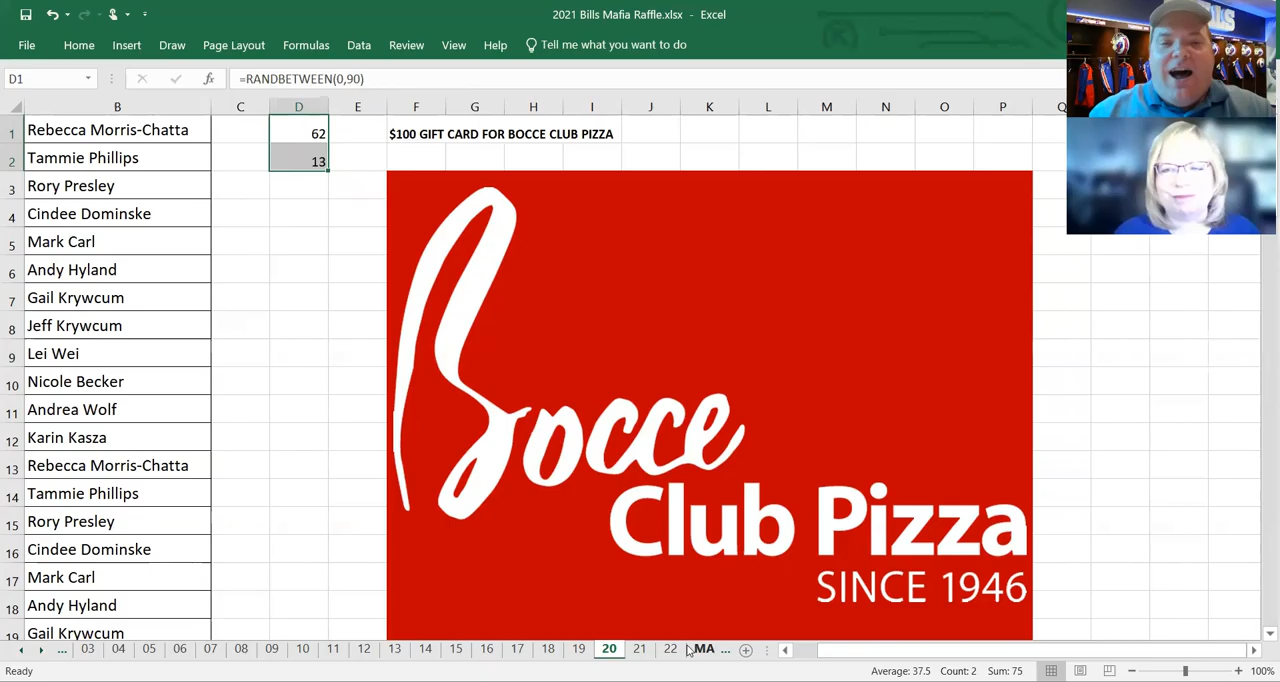 2021 Bills Mafia Raffle.xlsx - Excel
File Home Insert Draw Page Layout Formulas Data Review View Help Tell me what you want to do
D1 fx =RANDBETWEEN(0,90)
B C D E F G H I J K L M N O P Q
1 Rebecca Morris-Chatta 62 $100 GIFT CARD FOR BOCCE CLUB PIZZA
2 Tammie Phillips 13
3 Rory Presley
4 Cindee Dominske
5 Mark Carl
6 Andy Hyland
7 Gail Krywcum
8 Jeff Krywcum
9 Lei Wei
10 Nicole Becker
11 Andrea Wolf
12 Karin Kasza
13 Rebecca Morris-Chatta
14 Tammie Phillips
15 Rory Presley
16 Cindee Dominske
17 Mark Carl
18 Andy Hyland
19 Gail Krywcum
Bocce
Club Pizza
SINCE 1946
... 03 04 05 06 07 08 09 10 11 12 13 14 15 16 17 18 19 20 21 22 MA ...
Ready Average: 37.5 Count: 2 Sum: 75 100%